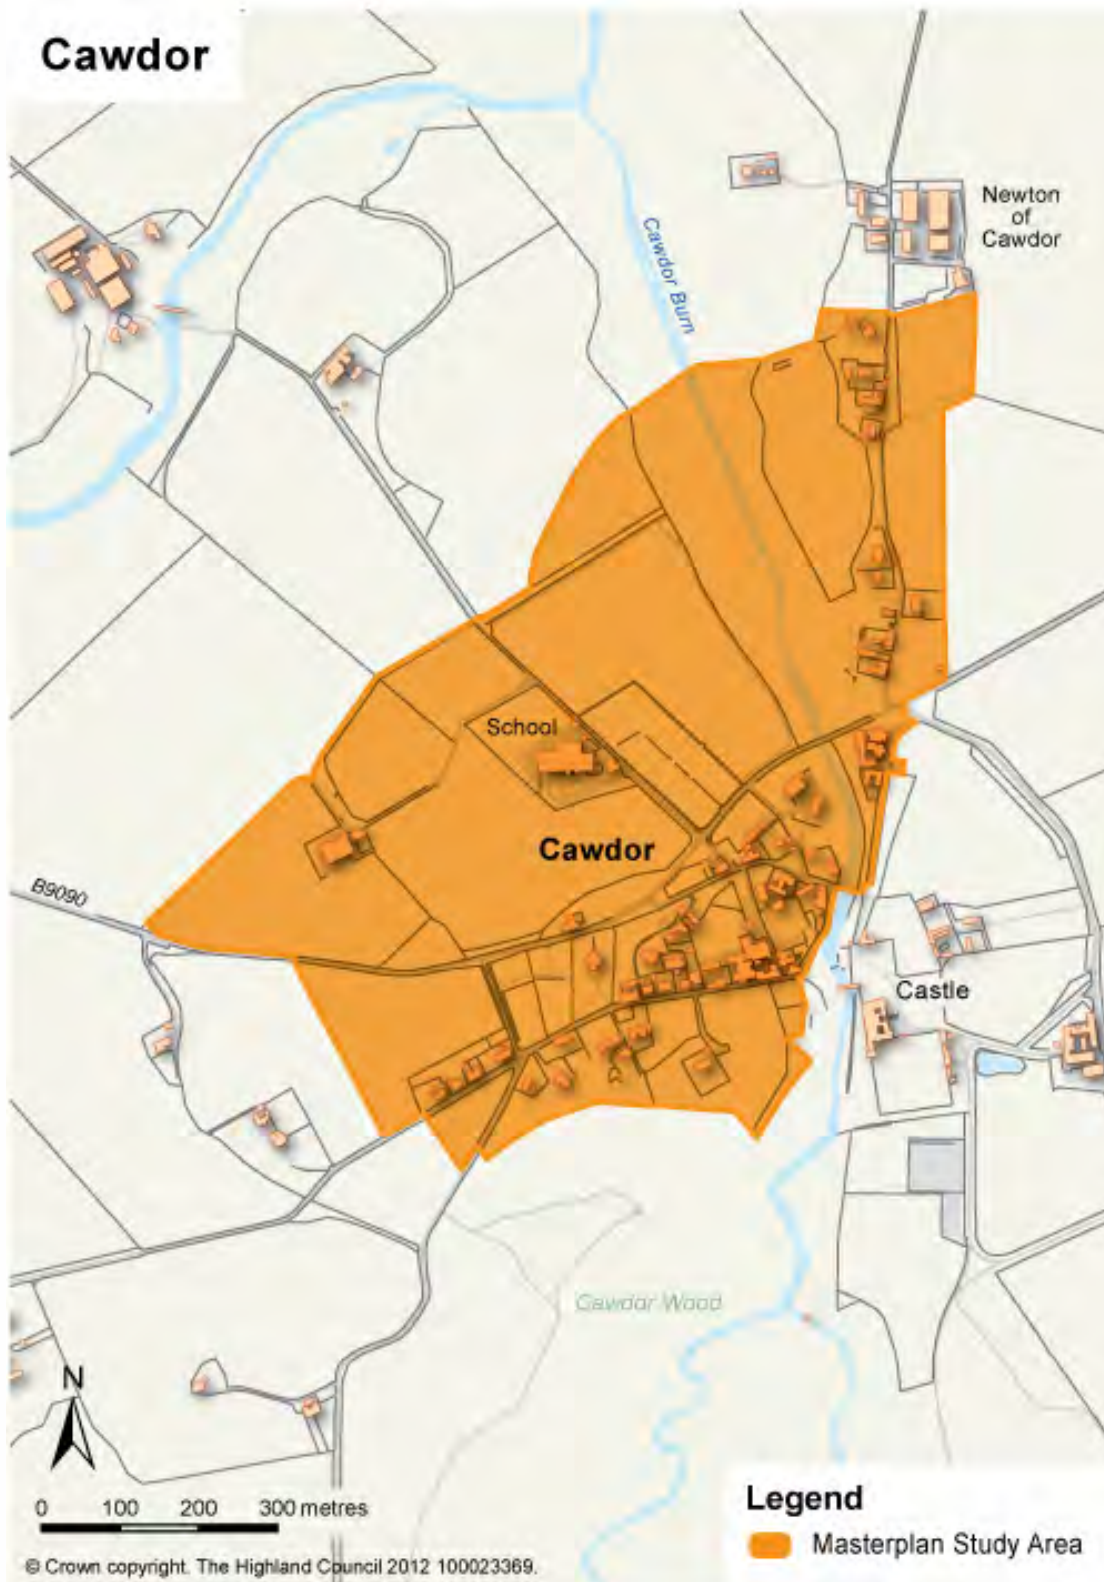 Cawdor
Newton
of
Cawdor
Cawdor Burn
School
Cawdor
B9090
Castle
Cawdor Wood
N
0 100 200 300 metres
Legend
Masterplan Study Area
© Crown copyright. The Highland Council 2012 100023369.